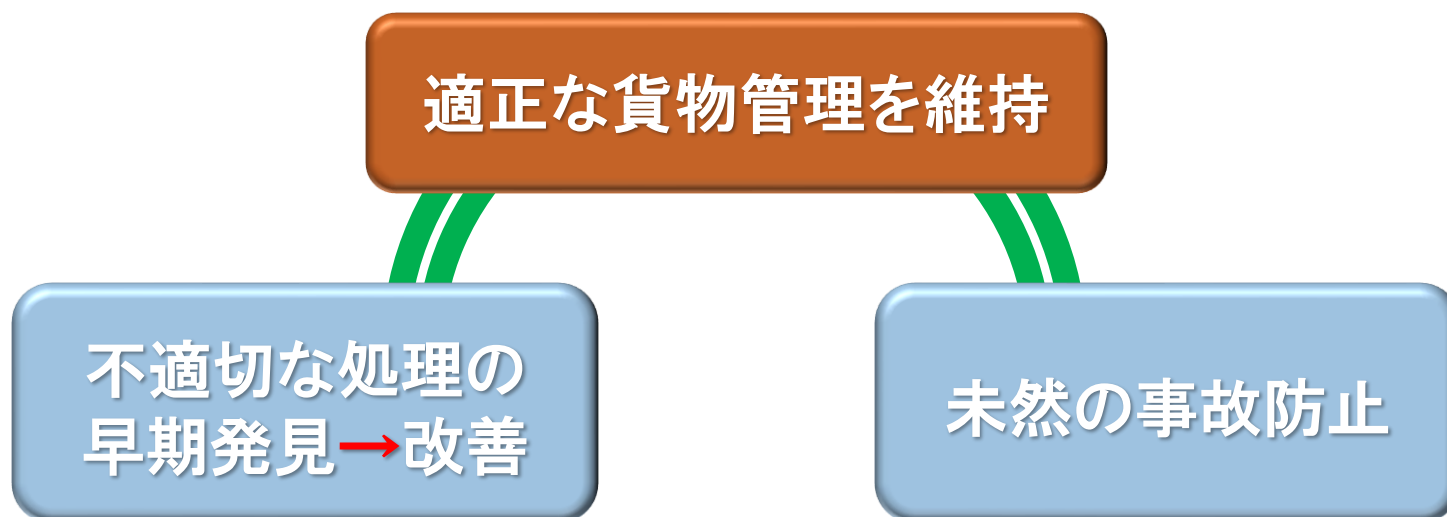 適正な貨物管理を維持
不適切な処理の
早期発見→改善
未然の事故防止